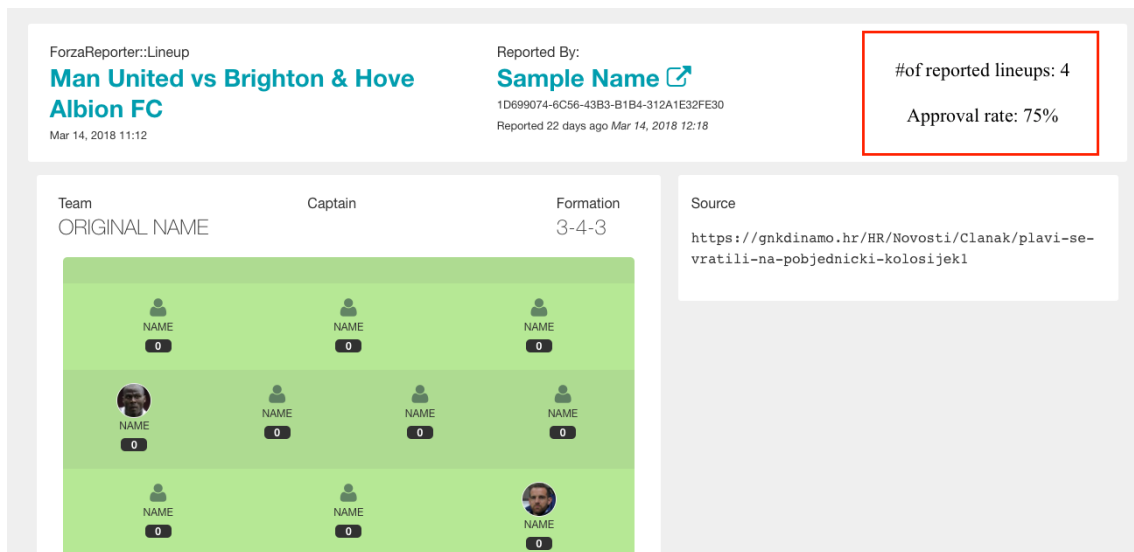 ForzaReporter::Lineup
Man United vs Brighton & Hove
Albion FC
Mar 14, 2018 11:12
Reported By:
Sample Name
1D699074-6C56-43B3-B1B4-312A1E32FE30
Reported 22 days ago Mar 14, 2018 12:18
#of reported lineups: 4
Approval rate: 75%
Team
ORIGINAL NAME
Captain
Formation
3-4-3
NAME NAME NAME
0 0 0
NAME NAME NAME NAME
0 0 0 0
NAME NAME NAME
0 0 0
Source
https://gnkdinamo.hr/HR/Novosti/Clanak/plavi-se-
vratili-na-pobjednicki-kolosijek1